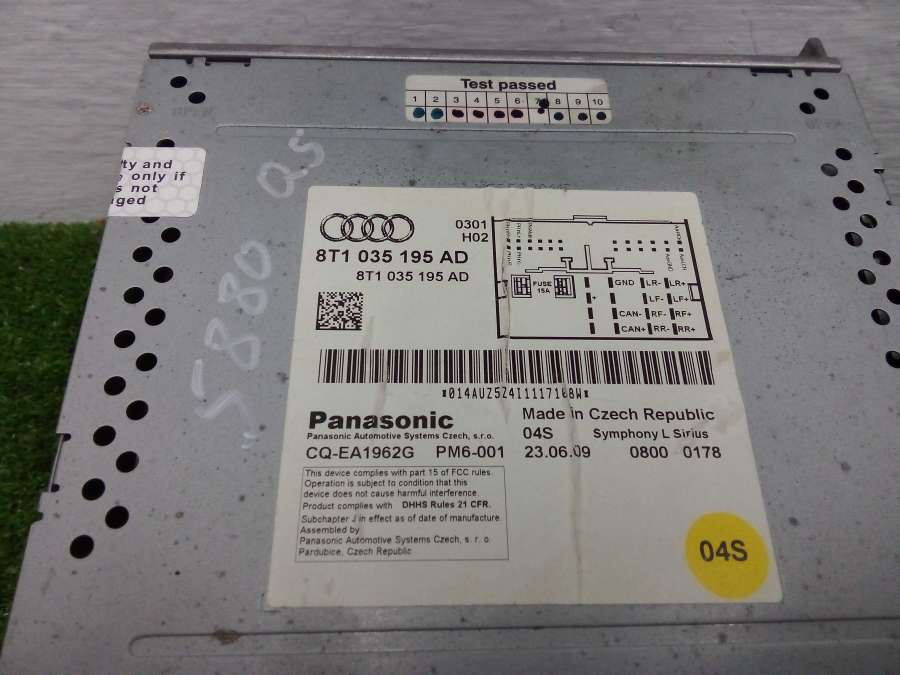 Test passed
1 2 3 4 5 6 7 8 9 10
ty and
only if
s not
ged
5880 Q5
0301
H02
8T1 035 195 AD
8T1 035 195 AD
FUSE
15A
GND LR- LR+
+ LF- LF+
CAN- RF- RF+
CAN+ RR- RR+
*014AUZ5Z4I1117108W*
Panasonic
Panasonic Automotive Systems Czech, s.r.o.
CQ-EA1962G PM6-001
Made in Czech Republic
04S Symphony L Sirius
23.06.09 0800 0178
This device complies with part 15 of FCC rules.
Operation is subject to condition that this
device does not cause harmful interference.
Product complies with DHHS Rules 21 CFR,
Subchapter J in effect as of date of manufacture.
Assembled by:
Panasonic Automotive Systems Czech, s. r. o.
Pardubice, Czech Republic
04S